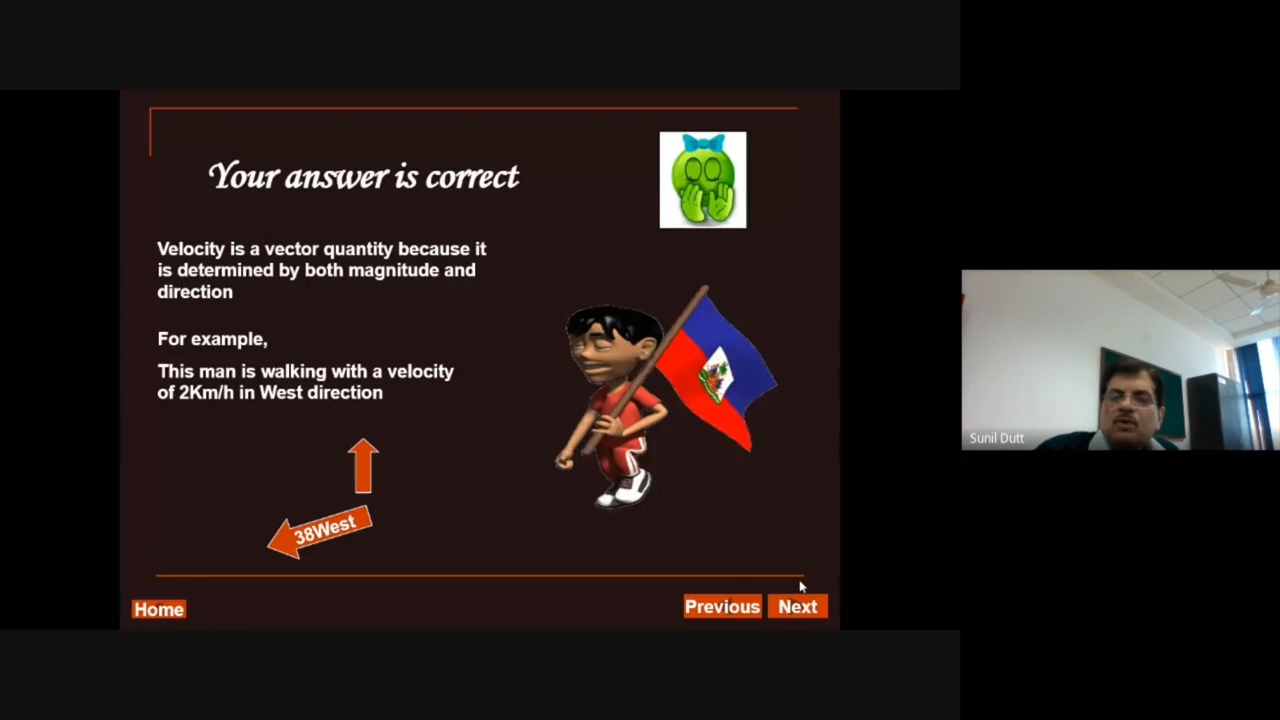 Your answer is correct
Velocity is a vector quantity because it
is determined by both magnitude and
direction
For example,
This man is walking with a velocity
of 2Km/h in West direction
38West
Home
Previous
Next
Sunil Dutt